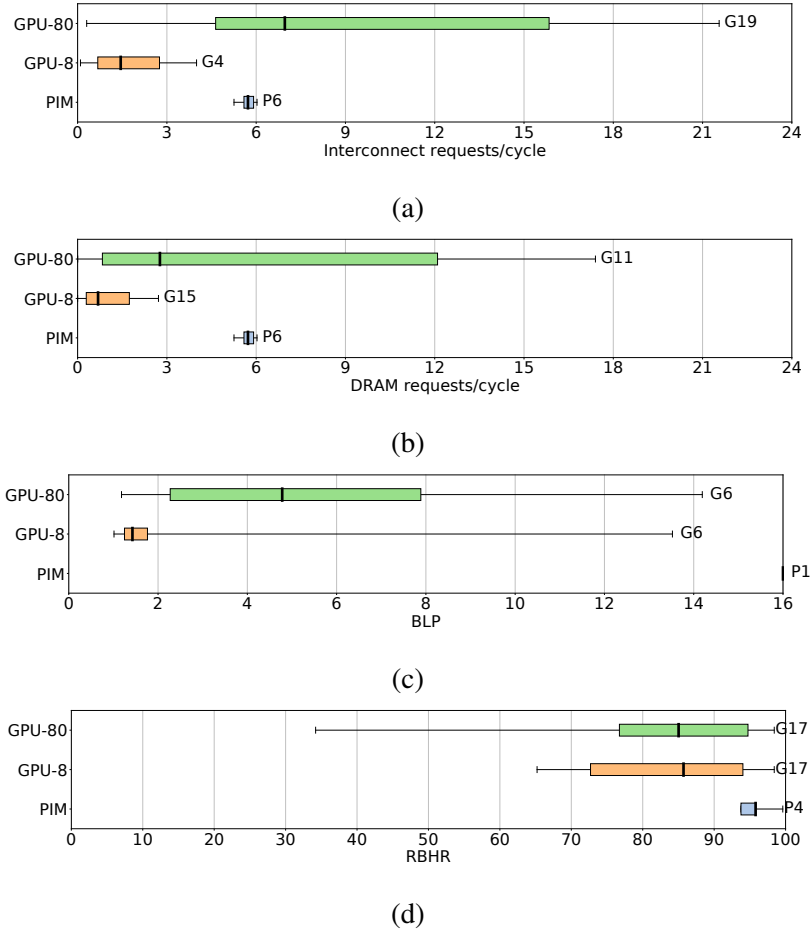 GPU-80 G19
GPU-8 G4
PIM P6
0 3 6 9 12 15 18 21 24
Interconnect requests/cycle
(a)
GPU-80 G11
GPU-8 G15
PIM P6
0 3 6 9 12 15 18 21 24
DRAM requests/cycle
(b)
GPU-80 G6
GPU-8 G6
PIM P1
0 2 4 6 8 10 12 14 16
BLP
(c)
GPU-80 G17
GPU-8 G17
PIM P4
0 10 20 30 40 50 60 70 80 90 100
RBHR
(d)